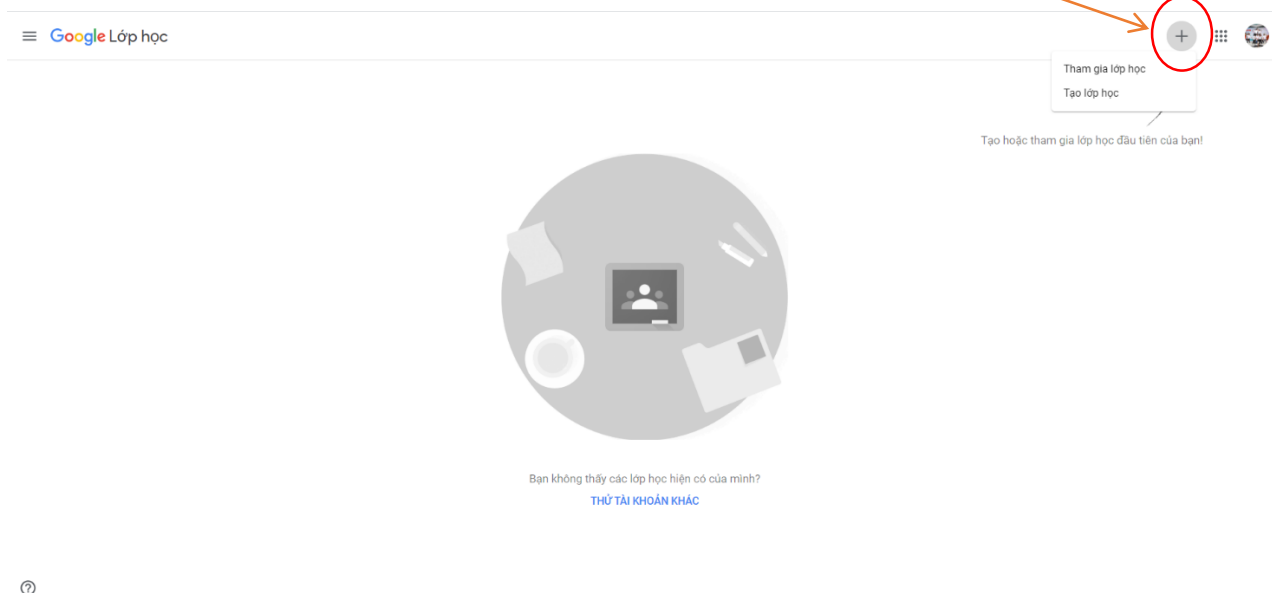 Google Lớp học
Tham gia lớp học
Tạo lớp học
Tạo hoặc tham gia lớp học đầu tiên của bạn!
Bạn không thấy các lớp học hiện có của mình?
THỬ TÀI KHOẢN KHÁC